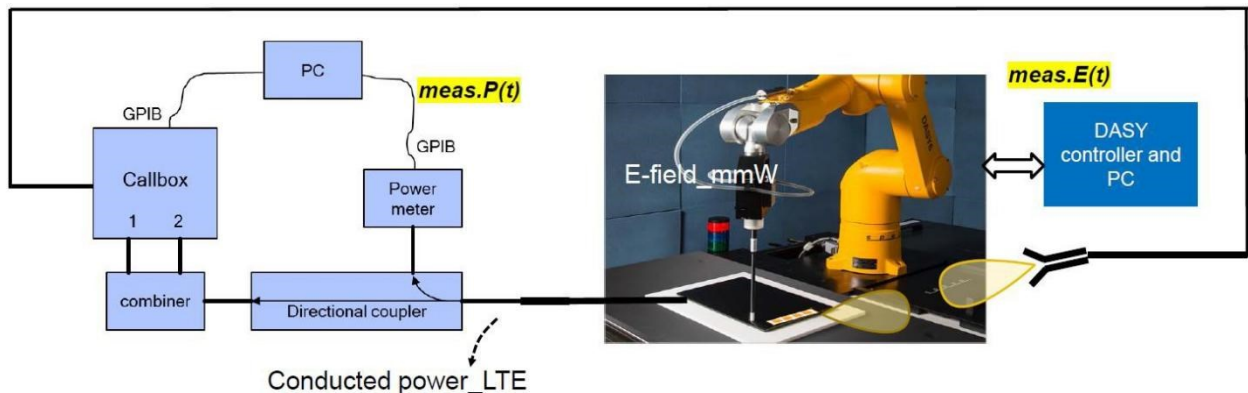 PC
meas.P(t)
meas.E(t)
GPIB
GPIB
Callbox
1 2
Power
meter
E-field_mmW
DASY
controller and
PC
combiner
Directional coupler
Conducted power_LTE
DASY6